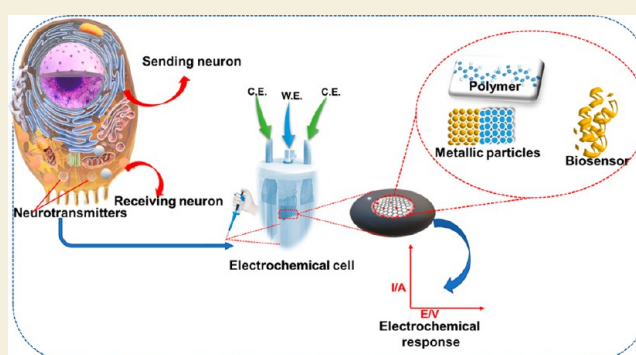 Sending neuron
Receiving neuron
Neurotransmitters
C.E.
W.E.
C.E.
Electrochemical cell
Polymer
Metallic particles
Biosensor
I/A
E/V
Electrochemical
response